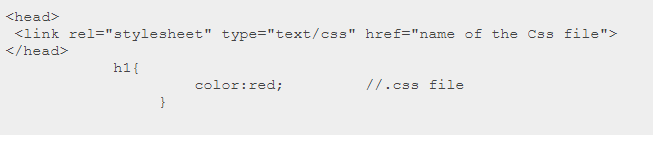 <head>
<link rel="stylesheet" type="text/css" href="name of the Css file">
</head>
h1{
color:red; //.css file
}